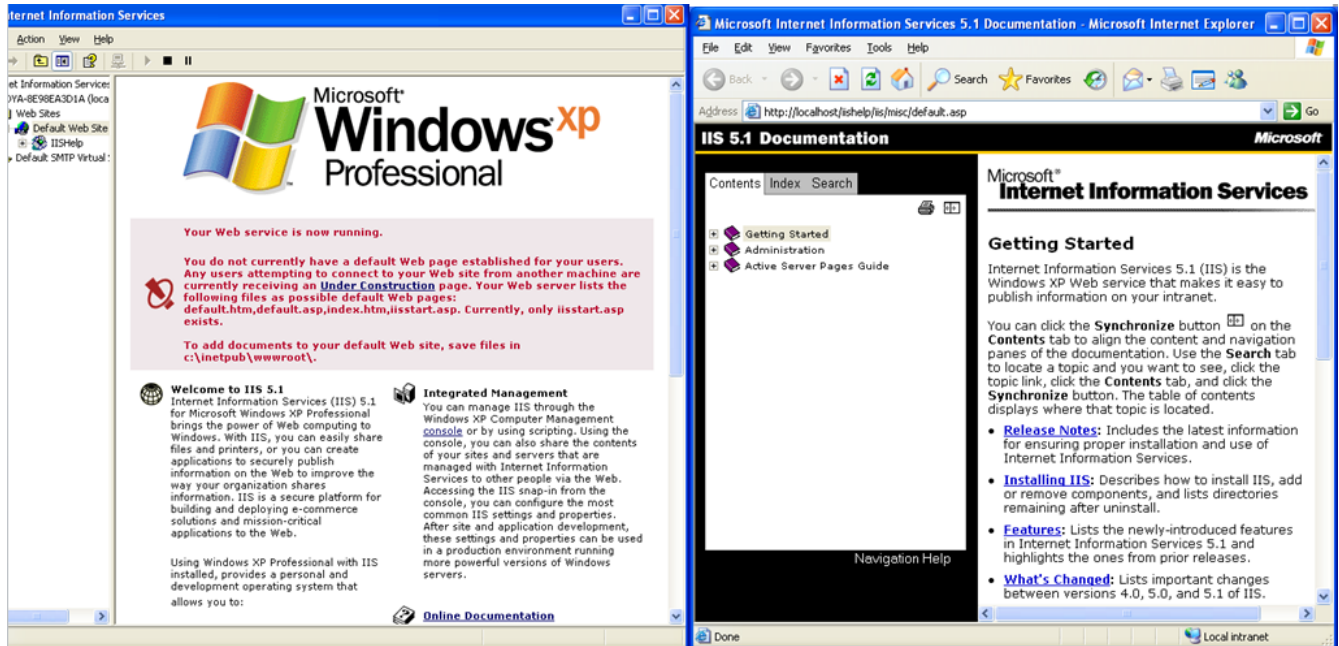 ternet Information Services
Action View Help
et Information Service:
OYA-8E98EA3D1A (loca
Web Sites
Default Web Site
IISHelp
Default SMTP Virtual
Microsoft
Windows xp
Professional
Your Web service is now running.
You do not currently have a default Web page established for your users.
Any users attempting to connect to your Web site from another machine are
currently receiving an Under Construction page. Your Web server lists the
following files as possible default Web pages:
default.htm,default.asp,index.htm,iisstart.asp. Currently, only iisstart.asp
exists.
To add documents to your default Web site, save files in
c:\inetpub\wwwroot\.
Welcome to IIS 5.1
Internet Information Services (IIS) 5.1
for Microsoft Windows XP Professional
brings the power of Web computing to
Windows. With IIS, you can easily share
files and printers, or you can create
applications to securely publish
information on the Web to improve the
way your organization shares
information. IIS is a secure platform for
building and deploying e-commerce
solutions and mission-critical
applications to the Web.
Using Windows XP Professional with IIS
installed, provides a personal and
development operating system that
allows you to:
Integrated Management
You can manage IIS through the
Windows XP Computer Management
console or by using scripting. Using the
console, you can also share the contents
of your sites and servers that are
managed with Internet Information
Services to other people via the Web.
Accessing the IIS snap-in from the
console, you can configure the most
common IIS settings and properties.
After site and application development,
these settings and properties can be used
in a production environment running
more powerful versions of Windows
servers.
Online Documentation
Microsoft Internet Information Services 5.1 Documentation - Microsoft Internet Explorer
File Edit View Favorites Tools Help
Back Search Favorites
Address http://localhost/iishelp/iis/misc/default.asp Go
IIS 5.1 Documentation Microsoft
Contents Index Search
Getting Started
Administration
Active Server Pages Guide
Navigation Help
Microsoft®
Internet Information Services
Getting Started
Internet Information Services 5.1 (IIS) is the
Windows XP Web service that makes it easy to
publish information on your intranet.
You can click the Synchronize button on the
Contents tab to align the content and navigation
panes of the documentation. Use the Search tab
to locate a topic and you want to see, click the
topic link, click the Contents tab, and click the
Synchronize button. The table of contents
displays where that topic is located.
• Release Notes: Includes the latest information
for ensuring proper installation and use of
Internet Information Services.
• Installing IIS: Describes how to install IIS, add
or remove components, and lists directories
remaining after uninstall.
• Features: Lists the newly-introduced features
in Internet Information Services 5.1 and
highlights the ones from prior releases.
• What's Changed: Lists important changes
between versions 4.0, 5.0, and 5.1 of IIS.
Done Local intranet